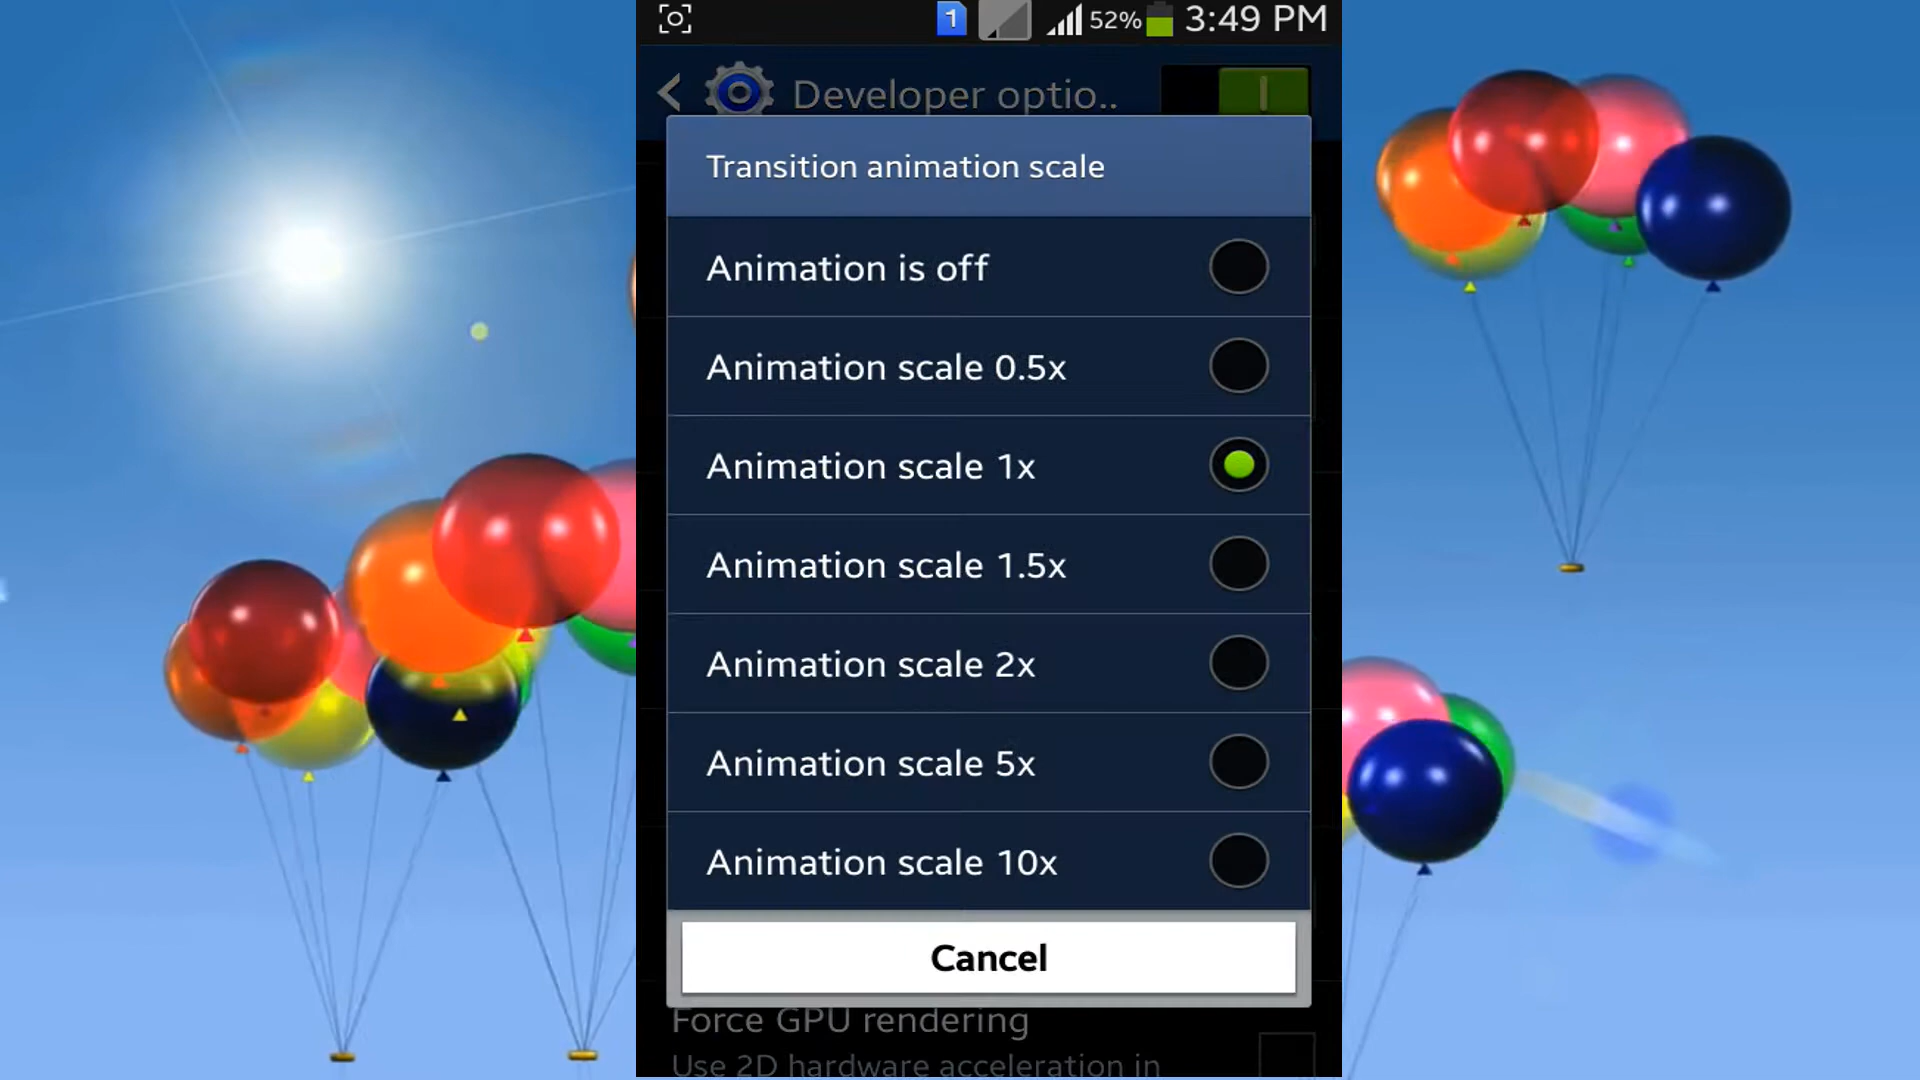 1 52% 3:49 PM
Developer optio..
Transition animation scale
Animation is off
Animation scale 0.5x
Animation scale 1x
Animation scale 1.5x
Animation scale 2x
Animation scale 5x
Animation scale 10x
Cancel
Force GPU rendering
Use 2D hardware acceleration in